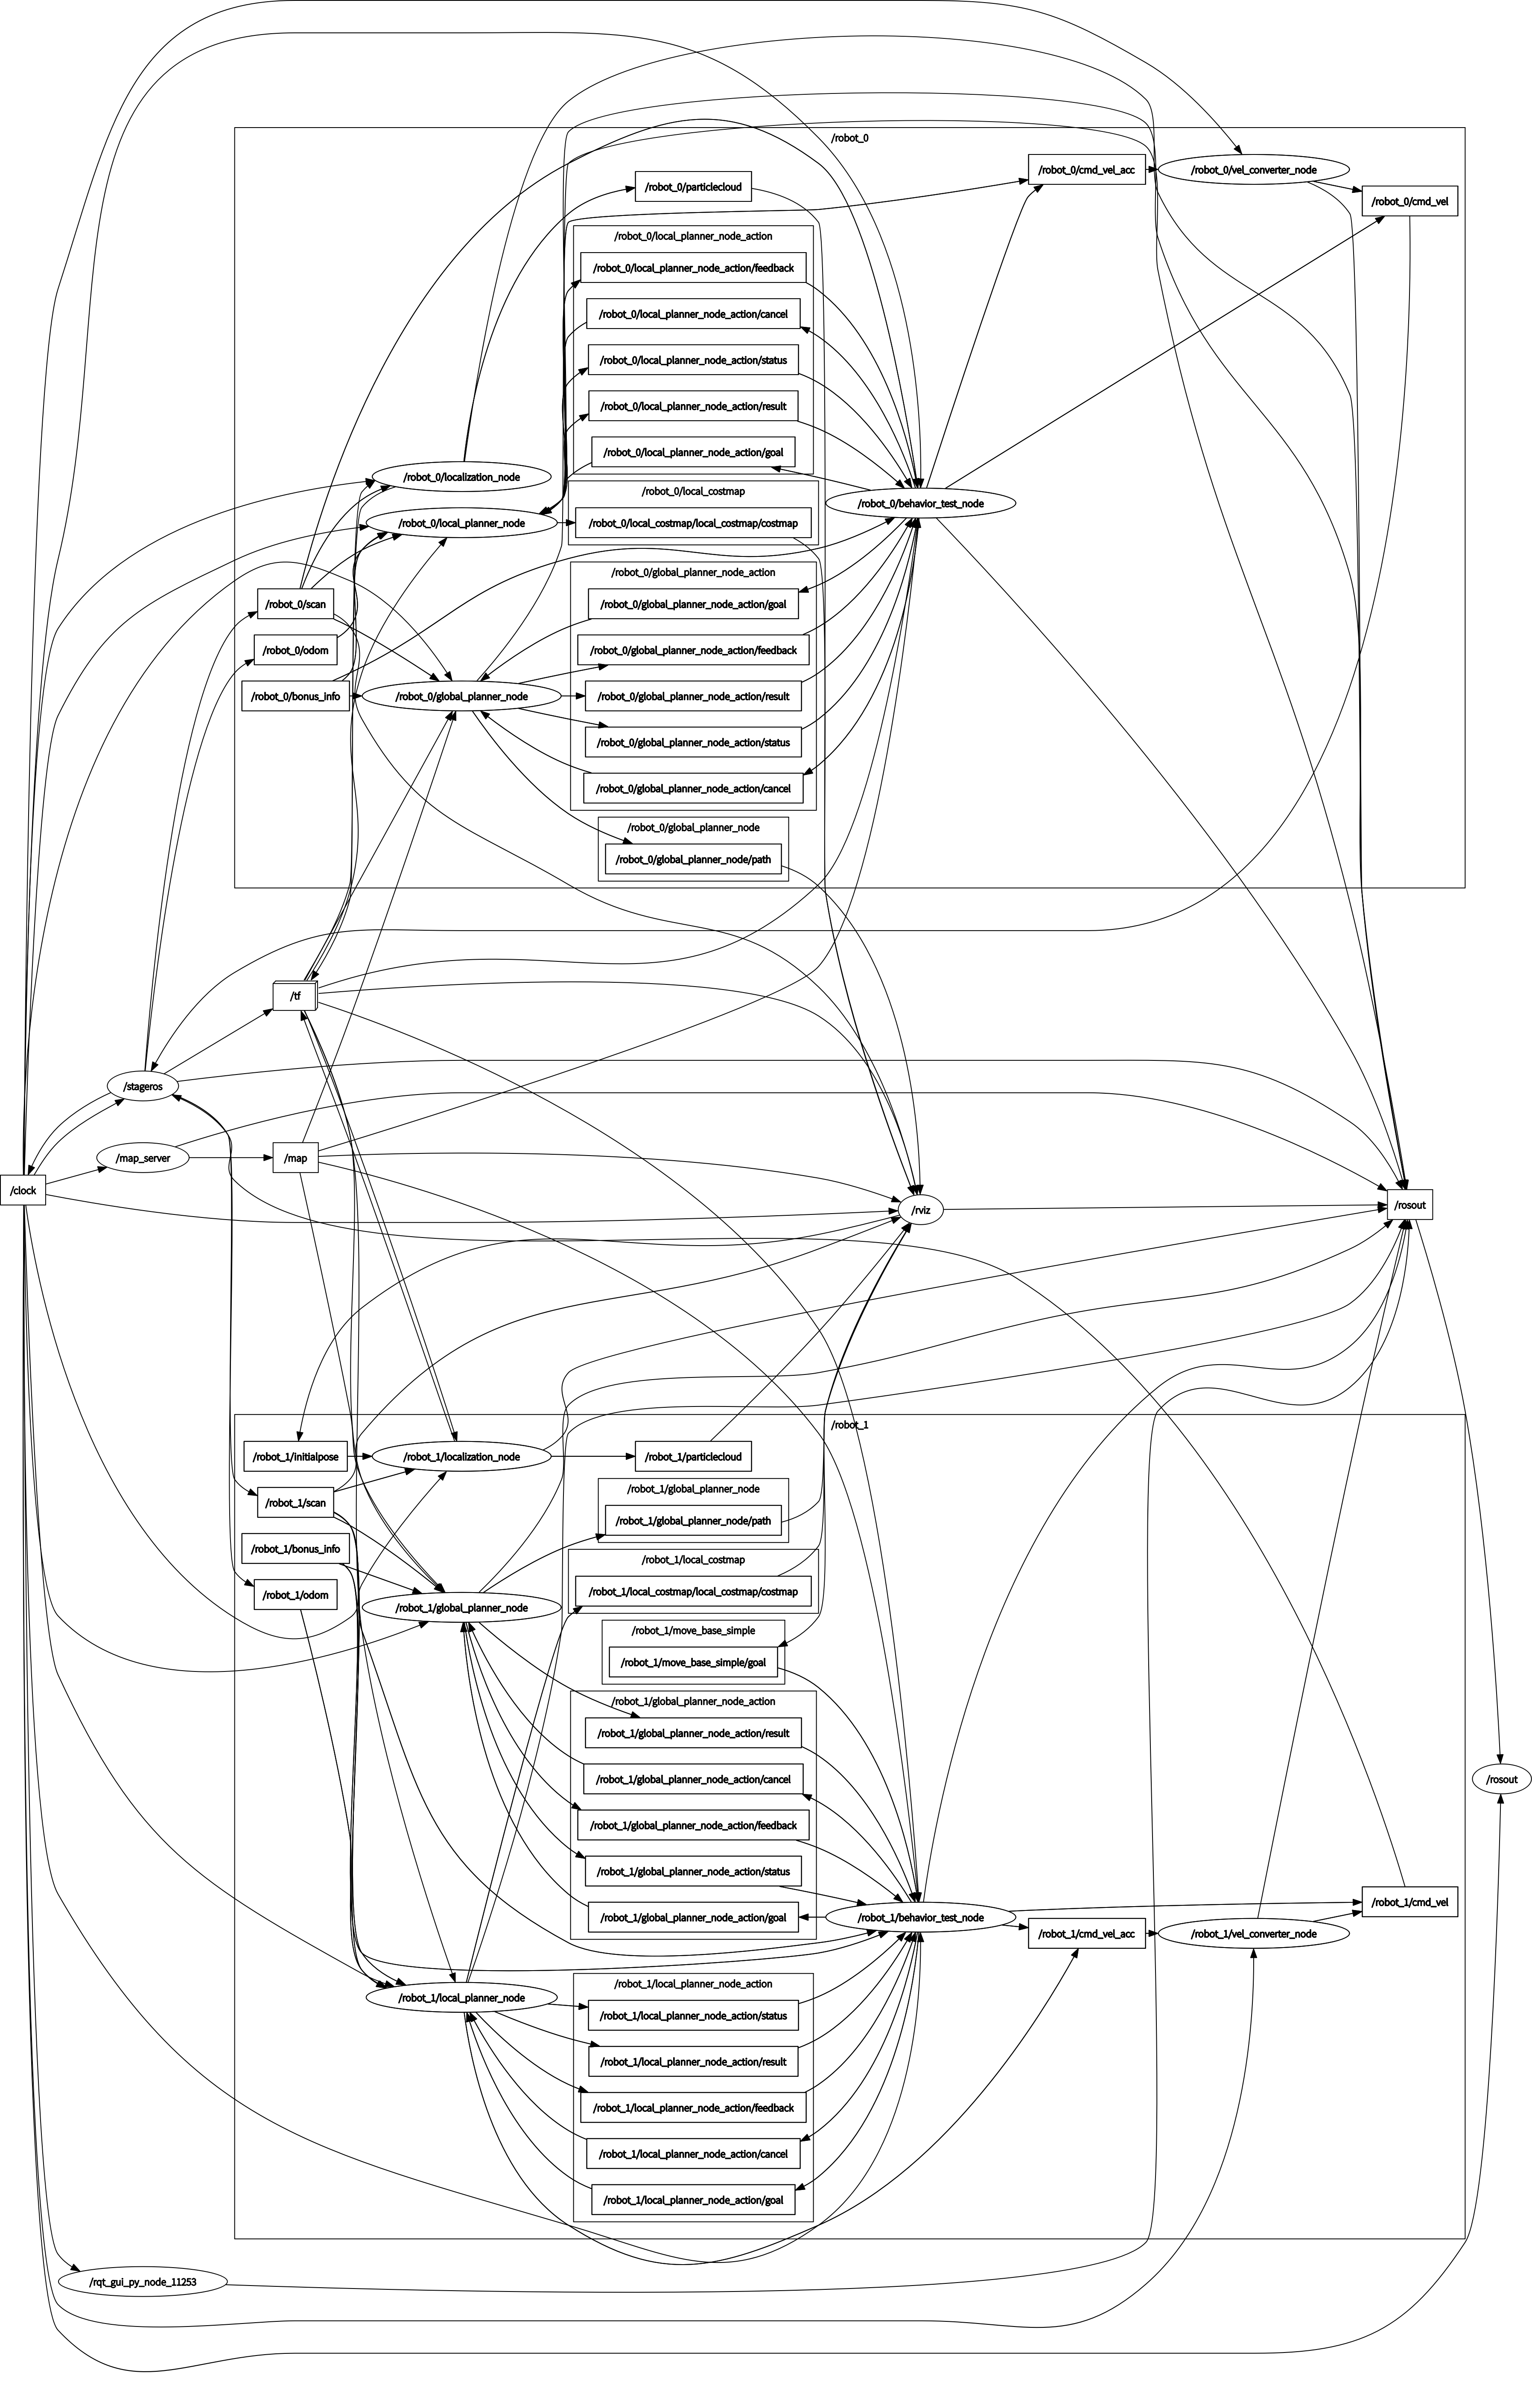 /robot_0
/robot_0/cmd_vel_acc
/robot_0/vel_converter_node
/robot_0/particlecloud
/robot_0/cmd_vel
/robot_0/local_planner_node_action
/robot_0/local_planner_node_action/feedback
/robot_0/local_planner_node_action/cancel
/robot_0/local_planner_node_action/status
/robot_0/local_planner_node_action/result
/robot_0/local_planner_node_action/goal
/robot_0/localization_node
/robot_0/local_costmap
/robot_0/behavior_test_node
/robot_0/local_planner_node
/robot_0/local_costmap/local_costmap/costmap
/robot_0/global_planner_node_action
/robot_0/scan
/robot_0/global_planner_node_action/goal
/robot_0/odom
/robot_0/global_planner_node_action/feedback
/robot_0/bonus_info
/robot_0/global_planner_node
/robot_0/global_planner_node_action/result
/robot_0/global_planner_node_action/status
/robot_0/global_planner_node_action/cancel
/robot_0/global_planner_node
/robot_0/global_planner_node/path
/tf
/stageros
/map_server
/map
/clock
/rviz
/rosout
/robot_1
/robot_1/initialpose
/robot_1/localization_node
/robot_1/particlecloud
/robot_1/global_planner_node
/robot_1/scan
/robot_1/global_planner_node/path
/robot_1/bonus_info
/robot_1/local_costmap
/robot_1/odom
/robot_1/local_costmap/local_costmap/costmap
/robot_1/global_planner_node
/robot_1/move_base_simple
/robot_1/move_base_simple/goal
/robot_1/global_planner_node_action
/robot_1/global_planner_node_action/result
/robot_1/global_planner_node_action/cancel
/rosout
/robot_1/global_planner_node_action/feedback
/robot_1/global_planner_node_action/status
/robot_1/global_planner_node_action/goal
/robot_1/behavior_test_node
/robot_1/cmd_vel
/robot_1/cmd_vel_acc
/robot_1/vel_converter_node
/robot_1/local_planner_node_action
/robot_1/local_planner_node
/robot_1/local_planner_node_action/status
/robot_1/local_planner_node_action/result
/robot_1/local_planner_node_action/feedback
/robot_1/local_planner_node_action/cancel
/robot_1/local_planner_node_action/goal
/rqt_gui_py_node_11253